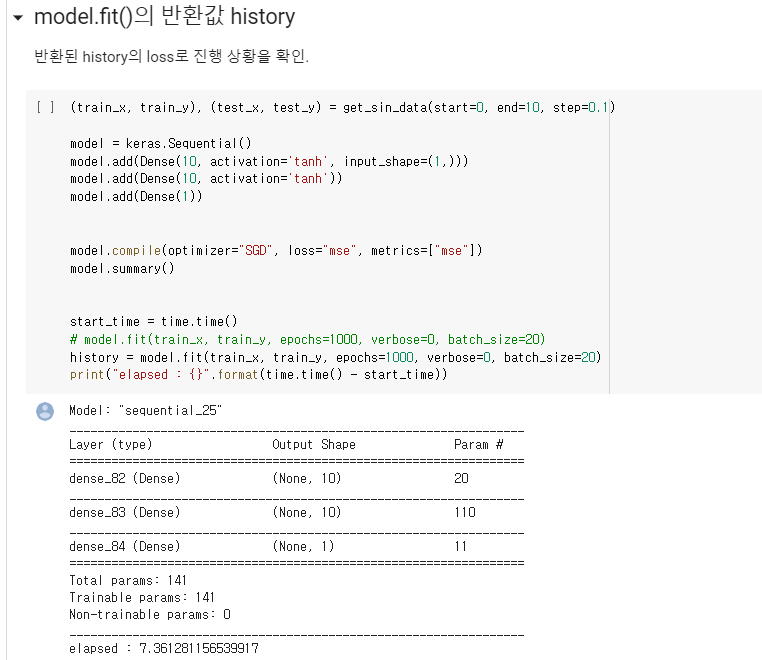 model.fit()의 반환값 history
반환된 history의 loss로 진행 상황을 확인.
[ ] (train_x, train_y), (test_x, test_y) = get_sin_data(start=0, end=10, step=0.1)
model = keras.Sequential()
model.add(Dense(10, activation='tanh', input_shape=(1,)))
model.add(Dense(10, activation='tanh'))
model.add(Dense(1))
model.compile(optimizer="SGD", loss="mse", metrics=["mse"])
model.summary()
start_time = time.time()
# model.fit(train_x, train_y, epochs=1000, verbose=0, batch_size=20)
history = model.fit(train_x, train_y, epochs=1000, verbose=0, batch_size=20)
print("elapsed : {}".format(time.time() - start_time))
Model: "sequential_25"
_________________________________________________________________
Layer (type) Output Shape Param #
=================================================================
dense_82 (Dense) (None, 10) 20
_________________________________________________________________
dense_83 (Dense) (None, 10) 110
_________________________________________________________________
dense_84 (Dense) (None, 1) 11
=================================================================
Total params: 141
Trainable params: 141
Non-trainable params: 0
_________________________________________________________________
elapsed : 7.361281156539917